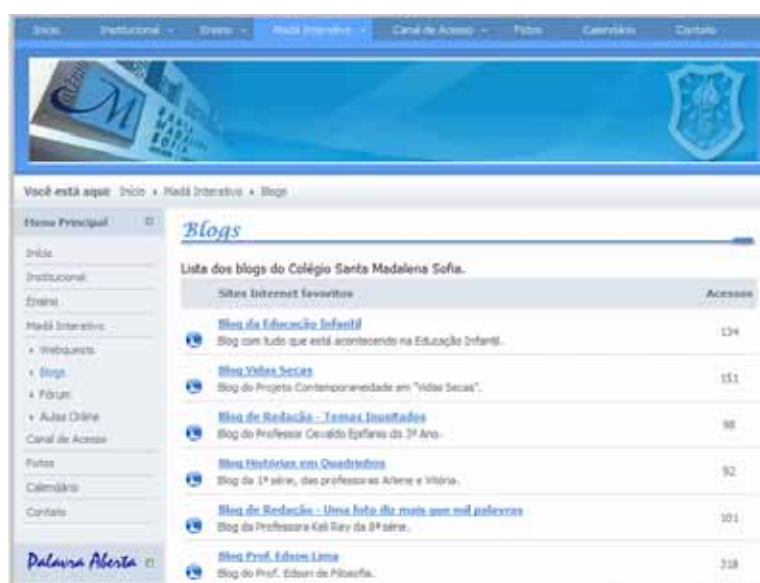 Início Institucional Ensino Madá Interativo Canal de Acesso Fotos Calendário Contato
COLÉGIO
M
SANTA
MADALENA
SOFIA
Você está aqui: Início Madá Interativo Blogs
Menu Principal
Início
Institucional
Ensino
Madá Interativo
Webquests
Blogs
Fórum
Aulas Online
Canal de Acesso
Fotos
Calendário
Contato
Palavra Aberta
Blogs
Lista dos blogs do Colégio Santa Madalena Sofia.
Sites Internet favoritos Acessos
Blog da Educação Infantil 134
Blog com tudo que está acontecendo na Educação Infantil.
Blog Vidas Secas 151
Blog do Projeto Contemporaneidade em "Vidas Secas".
Blog de Redação - Temas Inusitados 98
Blog do Professor Osvaldo Epifanio do 3º Ano.
Blog Histórias em Quadrinhos 92
Blog da 1ª série, das professoras Arlene e Vitória.
Blog de Redação - Uma foto diz mais que mil palavras 101
Blog da Professora Keli Rey da 8ª série.
Blog Prof. Edson Lima 318
Blog do Prof. Edson de Filosofia.